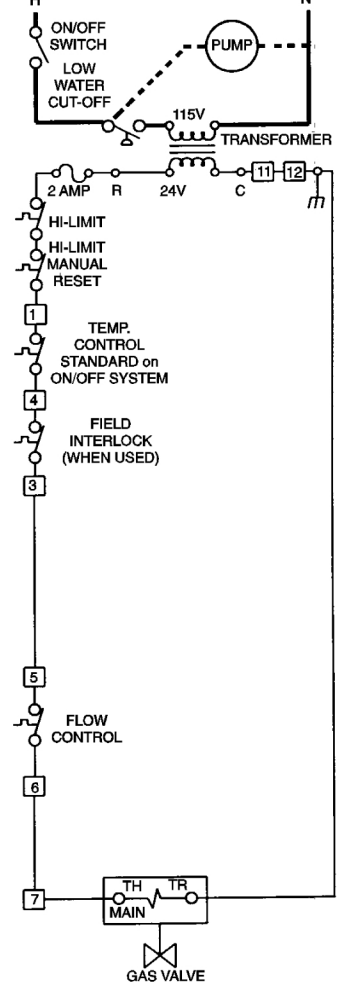 H
N
ON/OFF
SWITCH
PUMP
LOW
WATER
CUT-OFF
115V
TRANSFORMER
2 AMP
R
24V
C
11
12
HI-LIMIT
HI-LIMIT
MANUAL
RESET
1
TEMP.
CONTROL
STANDARD on
ON/OFF SYSTEM
4
FIELD
INTERLOCK
(WHEN USED)
3
5
FLOW
CONTROL
6
7
TH
TR
MAIN
GAS VALVE